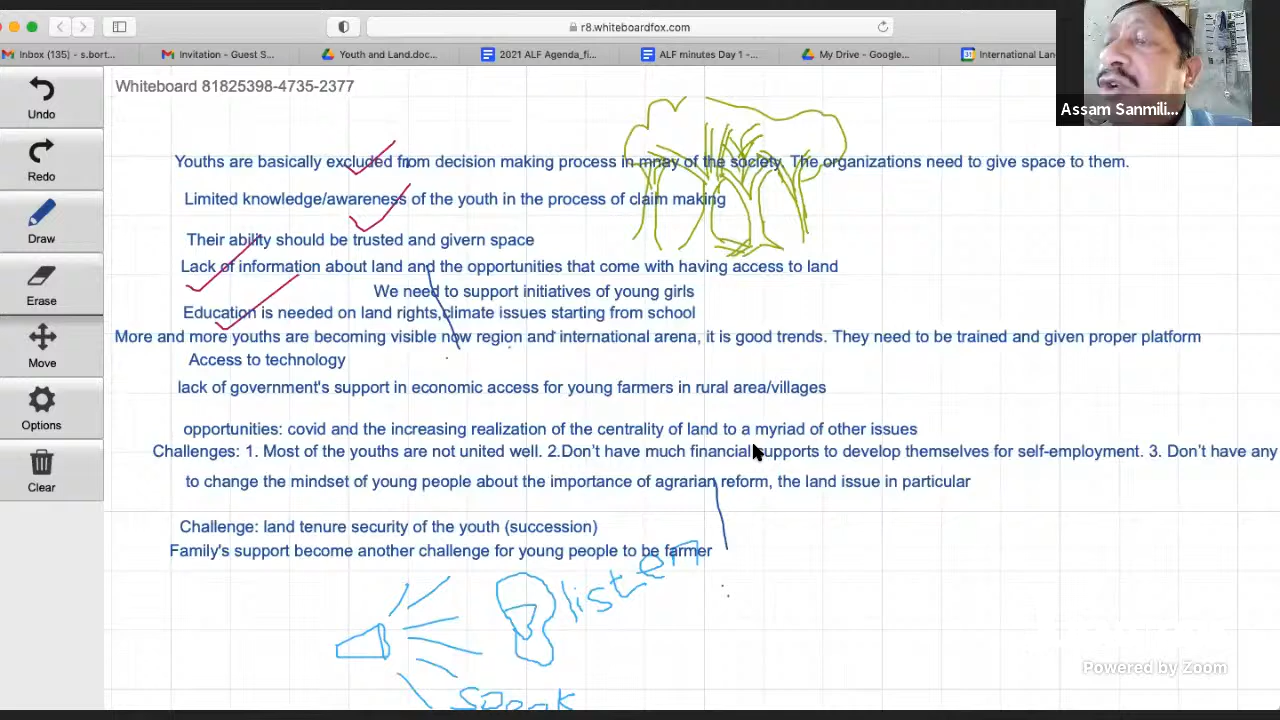 r8.whiteboardfox.com
Inbox (135) - s.bort...
Invitation - Guest S...
Youth and Land.doc...
2021 ALF Agenda_fi...
ALF minutes Day 1 -...
My Drive - Google...
International Lan
Whiteboard 81825398-4735-2377
Assam Sanmili...
Undo
Redo
Draw
Erase
Move
Options
Clear
Youths are basically excluded from decision making process in mnay of the society. The organizations need to give space to them.
Limited knowledge/awareness of the youth in the process of claim making
Their ability should be trusted and givern space
Lack of information about land and the opportunities that come with having access to land
We need to support initiatives of young girls
Education is needed on land rights,climate issues starting from school
More and more youths are becoming visible now region and international arena, it is good trends. They need to be trained and given proper platform
Access to technology
lack of government's support in economic access for young farmers in rural area/villages
opportunities: covid and the increasing realization of the centrality of land to a myriad of other issues
Challenges: 1. Most of the youths are not united well. 2.Don't have much financial supports to develop themselves for self-employment. 3. Don't have any
to change the mindset of young people about the importance of agrarian reform, the land issue in particular
Challenge: land tenure security of the youth (succession)
Family's support become another challenge for young people to be farmer
listen
Powered by Zoom